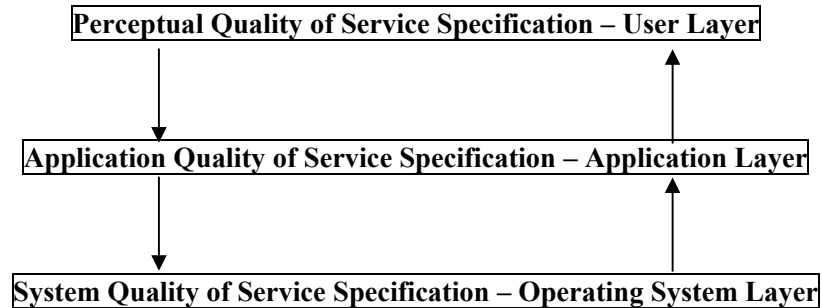 Perceptual Quality of Service Specification – User Layer
Application Quality of Service Specification – Application Layer
System Quality of Service Specification – Operating System Layer